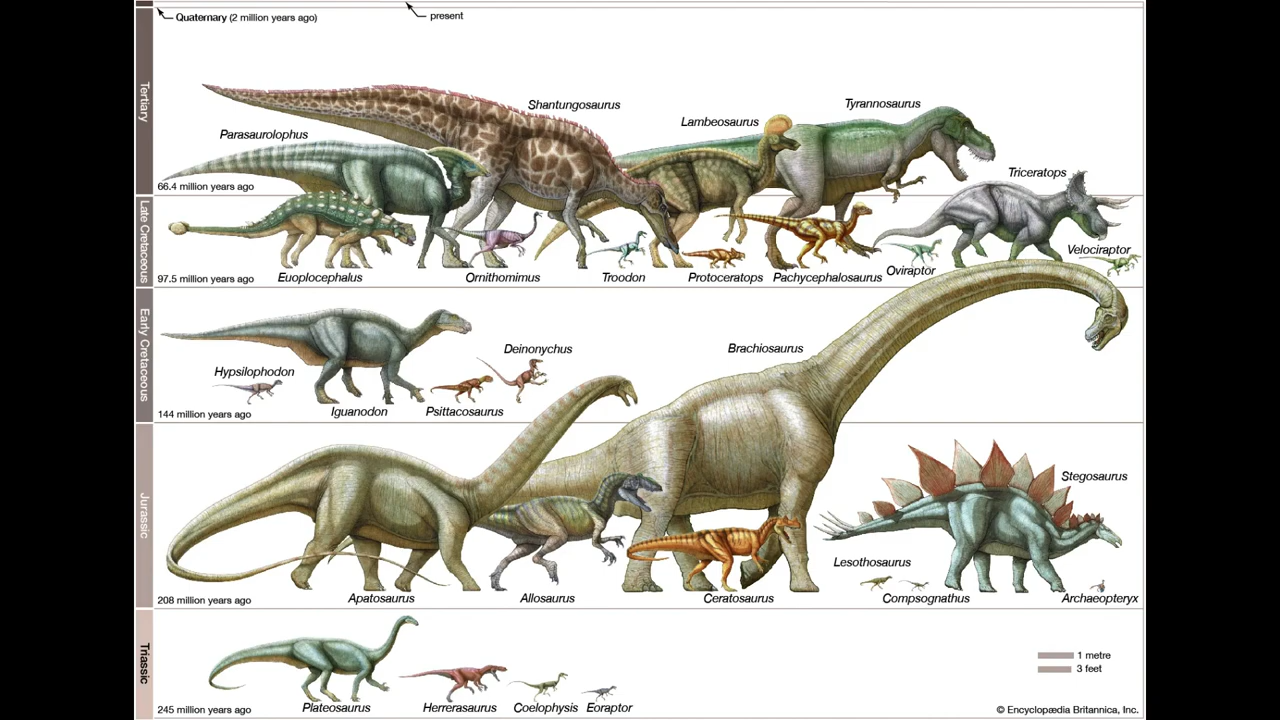 Quaternary (2 million years ago)
present
Tertiary
Shantungosaurus
Tyrannosaurus
Lambeosaurus
Parasaurolophus
Triceratops
66.4 million years ago
Late Cretaceous
Velociraptor
Oviraptor
97.5 million years ago
Euoplocephalus
Ornithomimus
Troodon
Protoceratops
Pachycephalosaurus
Early Cretaceous
Deinonychus
Brachiosaurus
Hypsilophodon
144 million years ago
Iguanodon
Psittacosaurus
Jurassic
Stegosaurus
Lesothosaurus
208 million years ago
Apatosaurus
Allosaurus
Ceratosaurus
Compsognathus
Archaeopteryx
Triassic
1 metre
3 feet
245 million years ago
Plateosaurus
Herrerasaurus
Coelophysis
Eoraptor
© Encyclopædia Britannica, Inc.